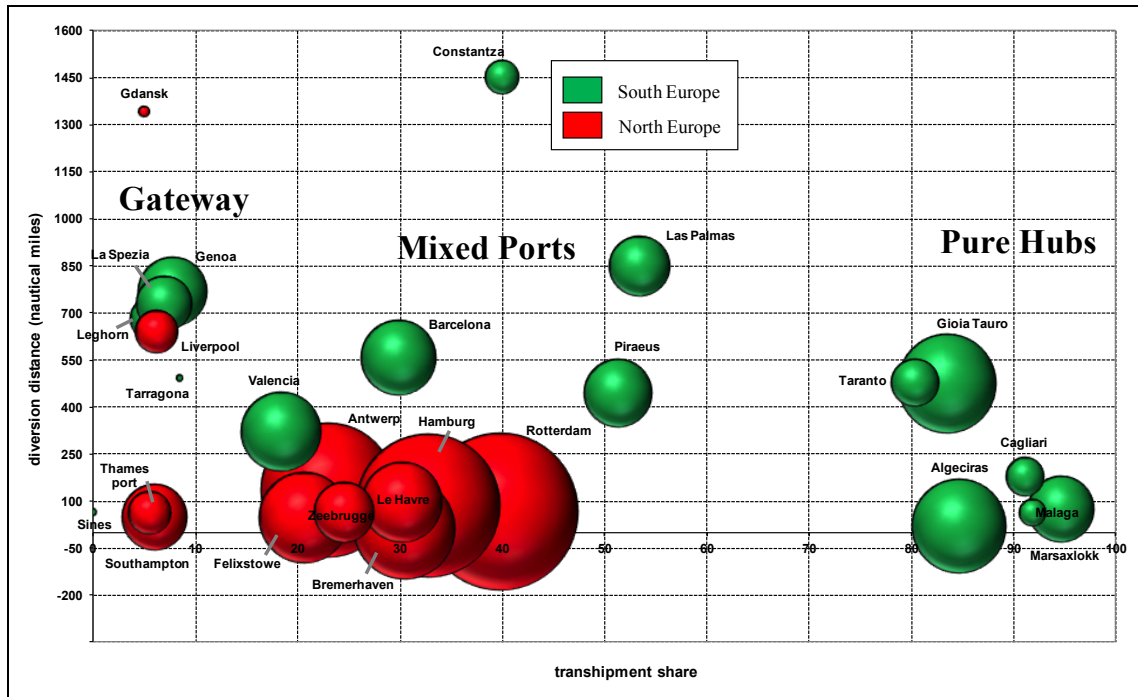 1600
1450
1300
1150
1000
850
700
550
400
250
100
-50
-200
diversion distance (nautical miles)
Constantza
Gdansk
South Europe
North Europe
Gateway
Mixed Ports
Pure Hubs
La Spezia
Genoa
Las Palmas
Leghorn
Liverpool
Barcelona
Gioia Tauro
Piraeus
Taranto
Tarragona
Valencia
Antwerp
Hamburg
Rotterdam
Cagliari
Algeciras
Thames
port
Le Havre
Zeebrugge
Malaga
Sines
Southampton
Felixstowe
Bremerhaven
Marsaxlokk
0
10
20
30
40
50
60
70
80
90
100
transhipment share